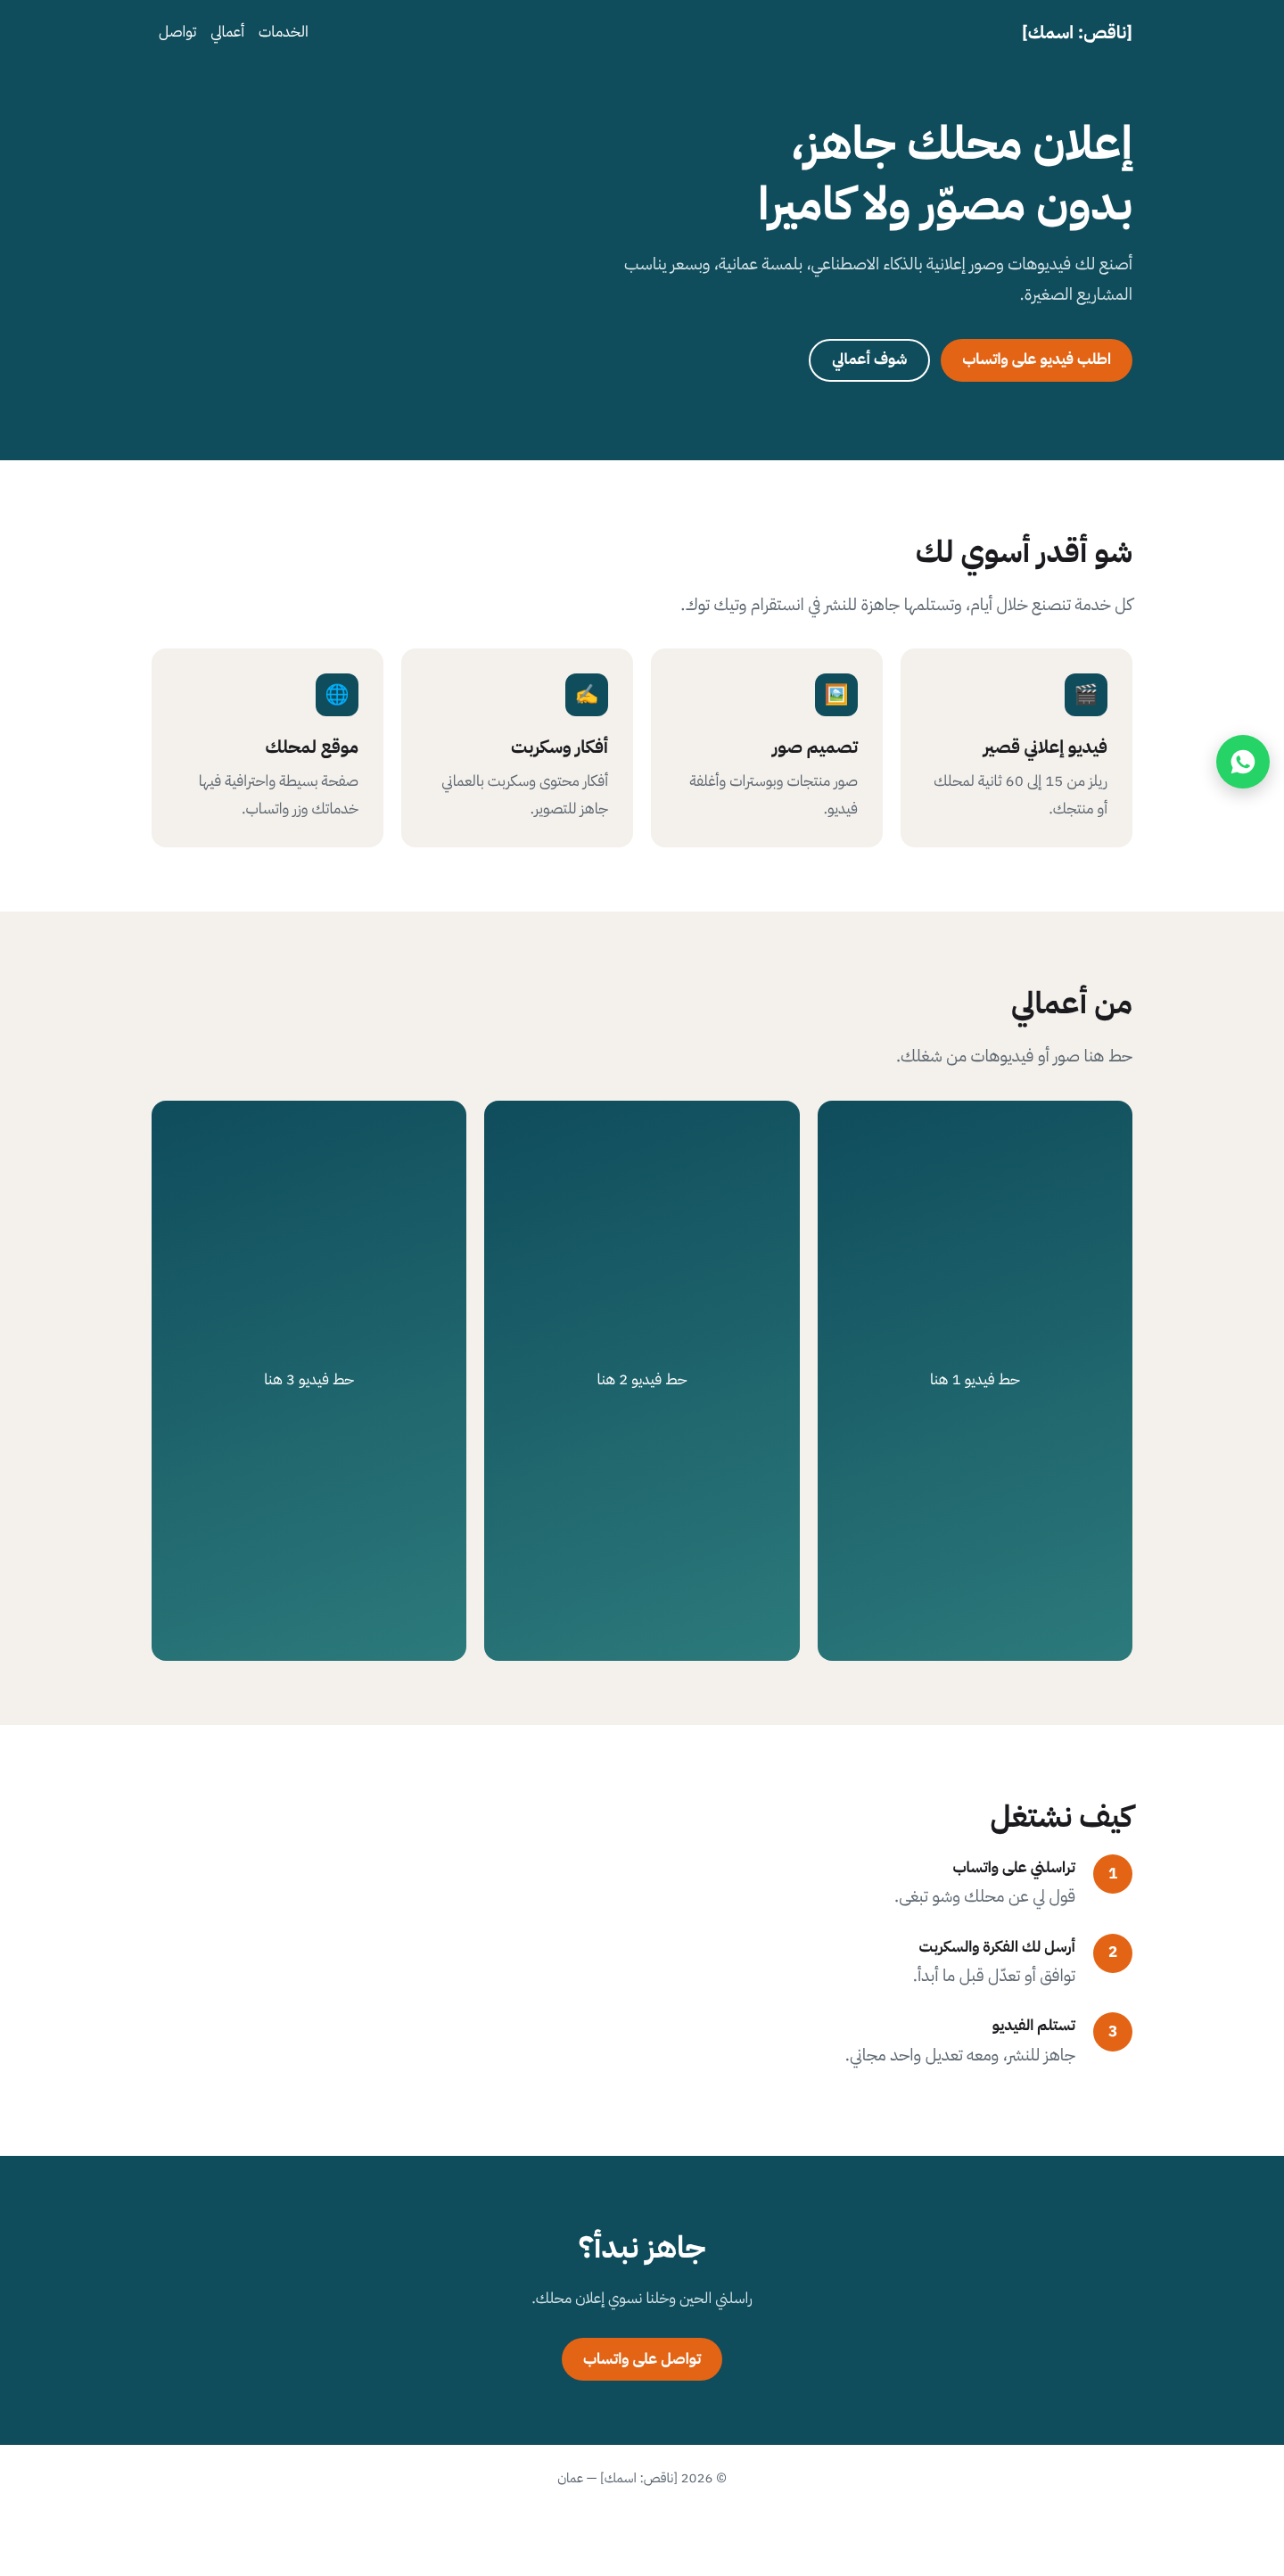 [ناقص: اسمك]
الخدمات
أعمالي
تواصل
إعلان محلك جاهز،
بدون مصوّر ولا كاميرا
أصنع لك فيديوهات وصور إعلانية بالذكاء الاصطناعي، بلمسة عمانية، وبسعر يناسب
المشاريع الصغيرة.
اطلب فيديو على واتساب
شوف أعمالي
شو أقدر أسوي لك
كل خدمة تنصنع خلال أيام، وتستلمها جاهزة للنشر في انستقرام وتيك توك.
فيديو إعلاني قصير
ريلز من 15 إلى 60 ثانية لمحلك
أو منتجك.
تصميم صور
صور منتجات وبوسترات وأغلفة
فيديو.
أفكار وسكربت
أفكار محتوى وسكربت بالعماني
جاهز للتصوير.
موقع لمحلك
صفحة بسيطة واحترافية فيها
خدماتك وزر واتساب.
من أعمالي
حط هنا صور أو فيديوهات من شغلك.
حط فيديو 1 هنا
حط فيديو 2 هنا
حط فيديو 3 هنا
كيف نشتغل
1
تراسلني على واتساب
قول لي عن محلك وشو تبغى.
2
أرسل لك الفكرة والسكربت
توافق أو تعدّل قبل ما أبدأ.
3
تستلم الفيديو
جاهز للنشر، ومعه تعديل واحد مجاني.
جاهز نبدأ؟
راسلني الحين وخلنا نسوي إعلان محلك.
تواصل على واتساب
© 2026 [ناقص: اسمك] — عمان